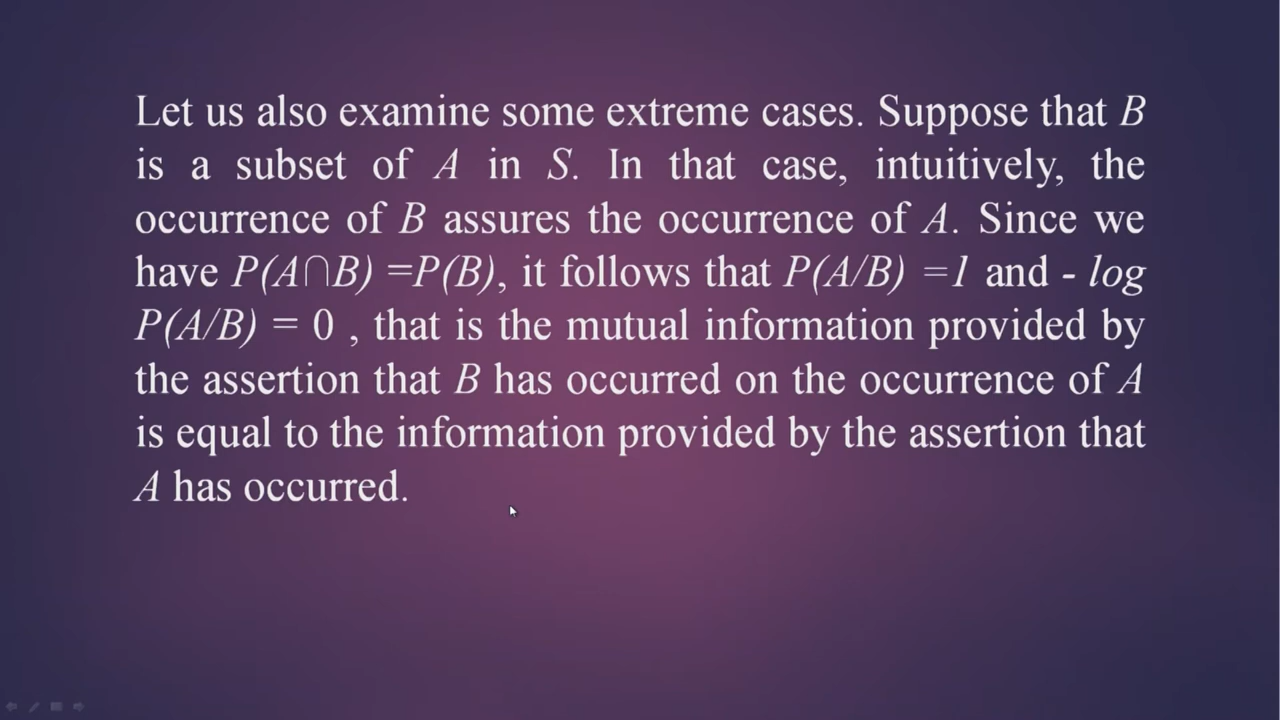 Let us also examine some extreme cases. Suppose that B
is a subset of A in S. In that case, intuitively, the
occurrence of B assures the occurrence of A. Since we
have P(A∩B) =P(B), it follows that P(A/B) =1 and - log
P(A/B) = 0 , that is the mutual information provided by
the assertion that B has occurred on the occurrence of A
is equal to the information provided by the assertion that
A has occurred.